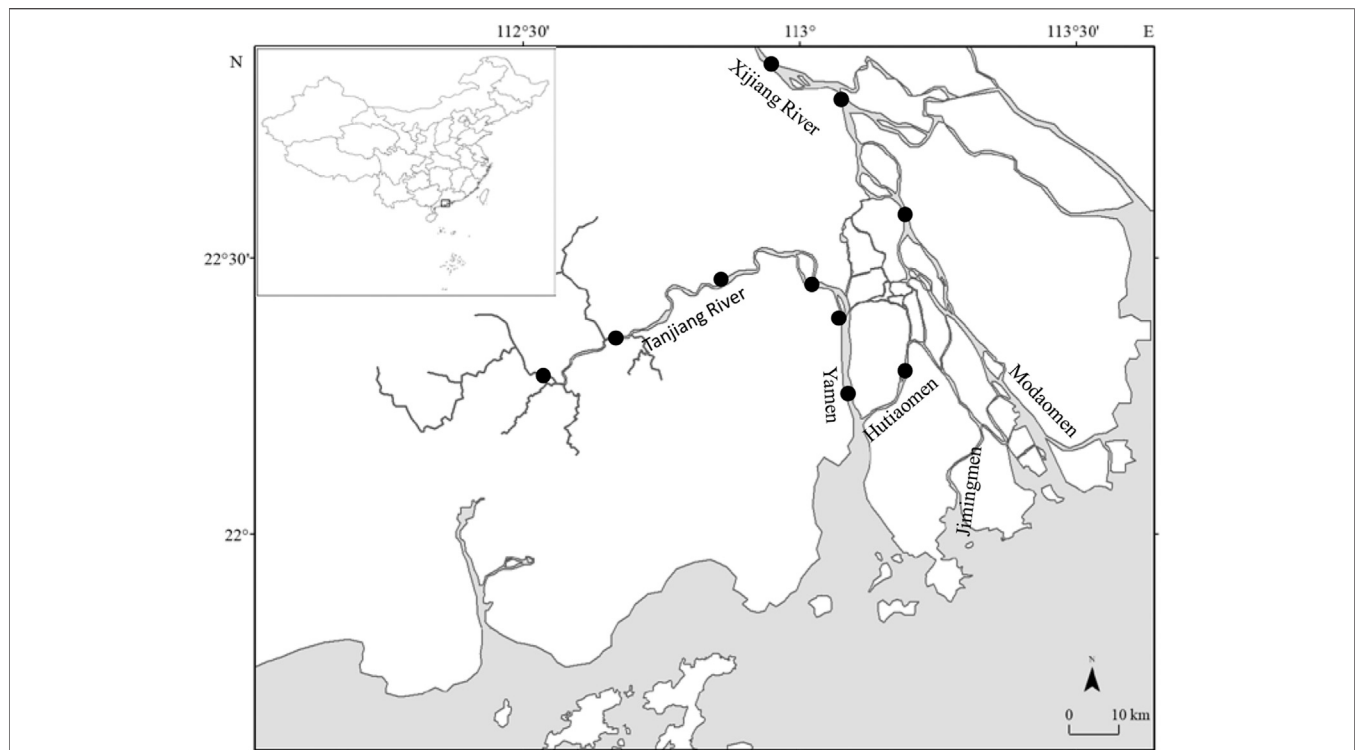 112°30' 113° 113°30' E
N
Xijiang River
22°30'
Tanjiang River
Yamen
Hutiaomen
Modaomen
Jimingmen
22°
N
0 10 km